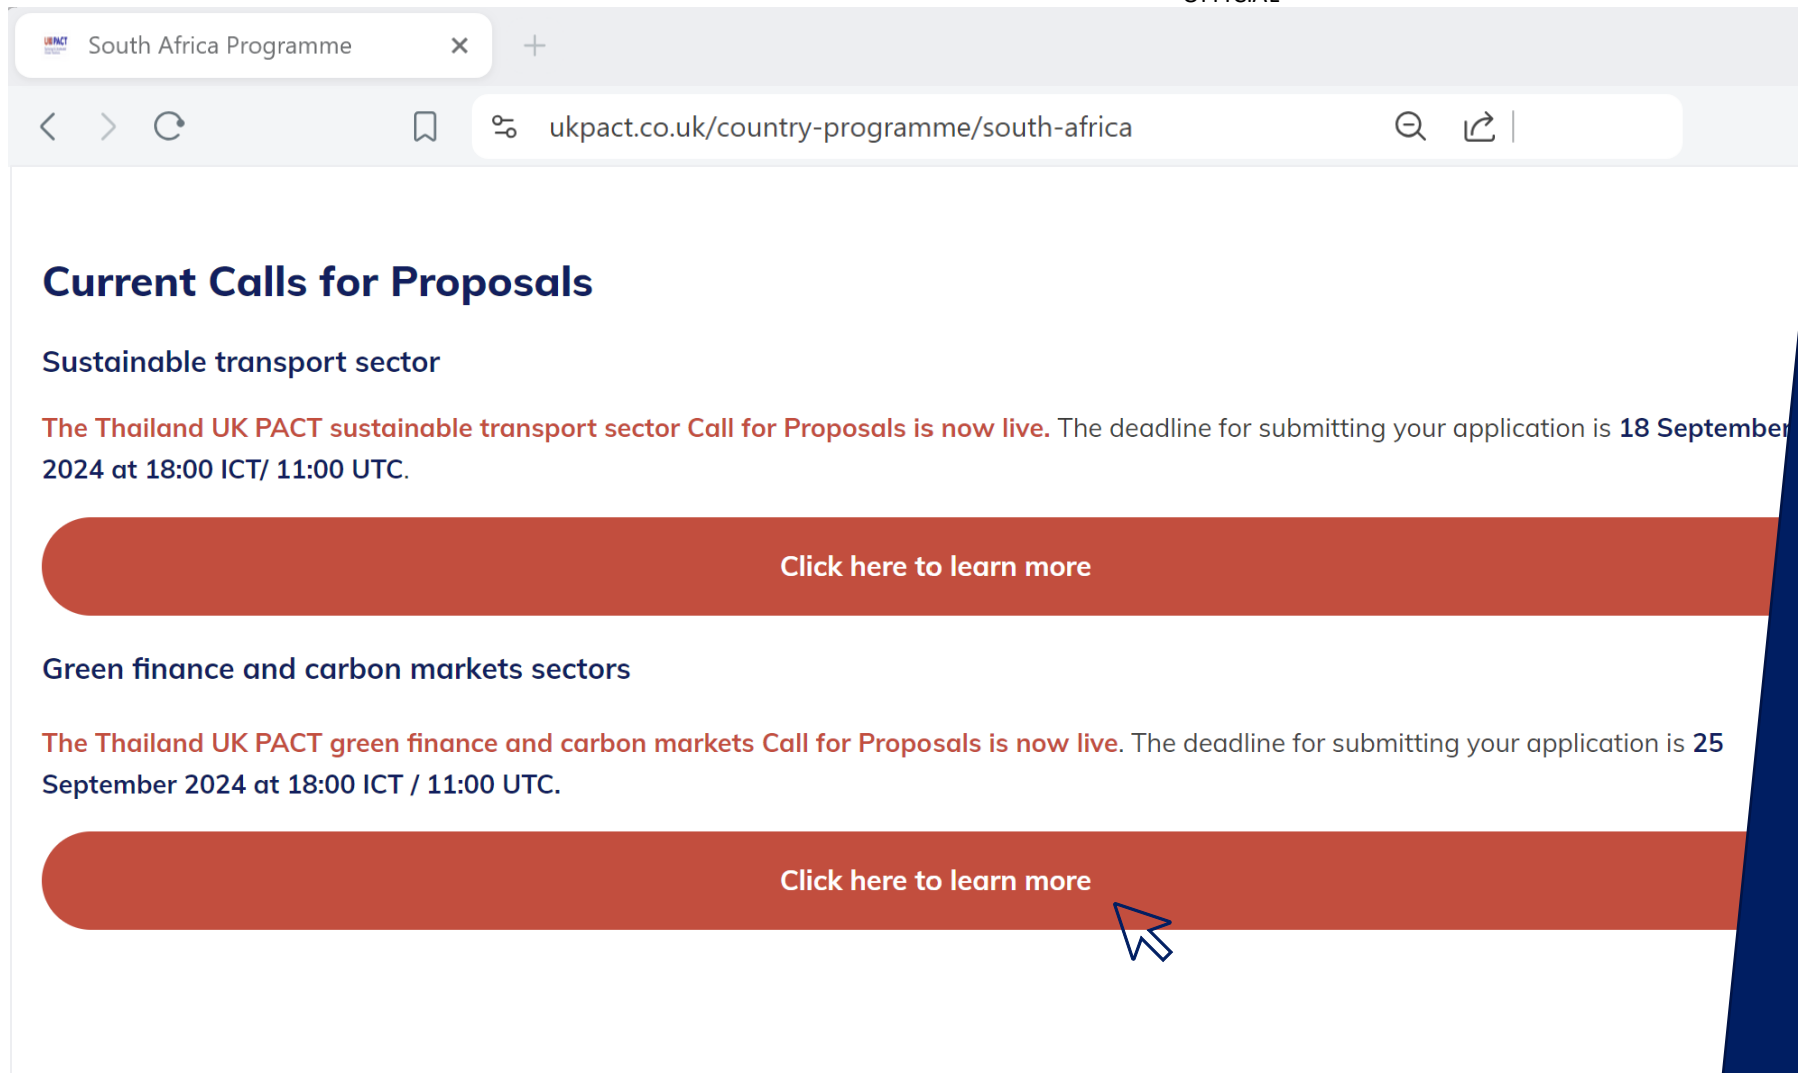 South Africa Programme
ukpact.co.uk/country-programme/south-africa
Current Calls for Proposals
Sustainable transport sector
The Thailand UK PACT sustainable transport sector Call for Proposals is now live. The deadline for submitting your application is 18 September
2024 at 18:00 ICT/ 11:00 UTC.
Click here to learn more
Green finance and carbon markets sectors
The Thailand UK PACT green finance and carbon markets Call for Proposals is now live. The deadline for submitting your application is 25
September 2024 at 18:00 ICT / 11:00 UTC.
Click here to learn more